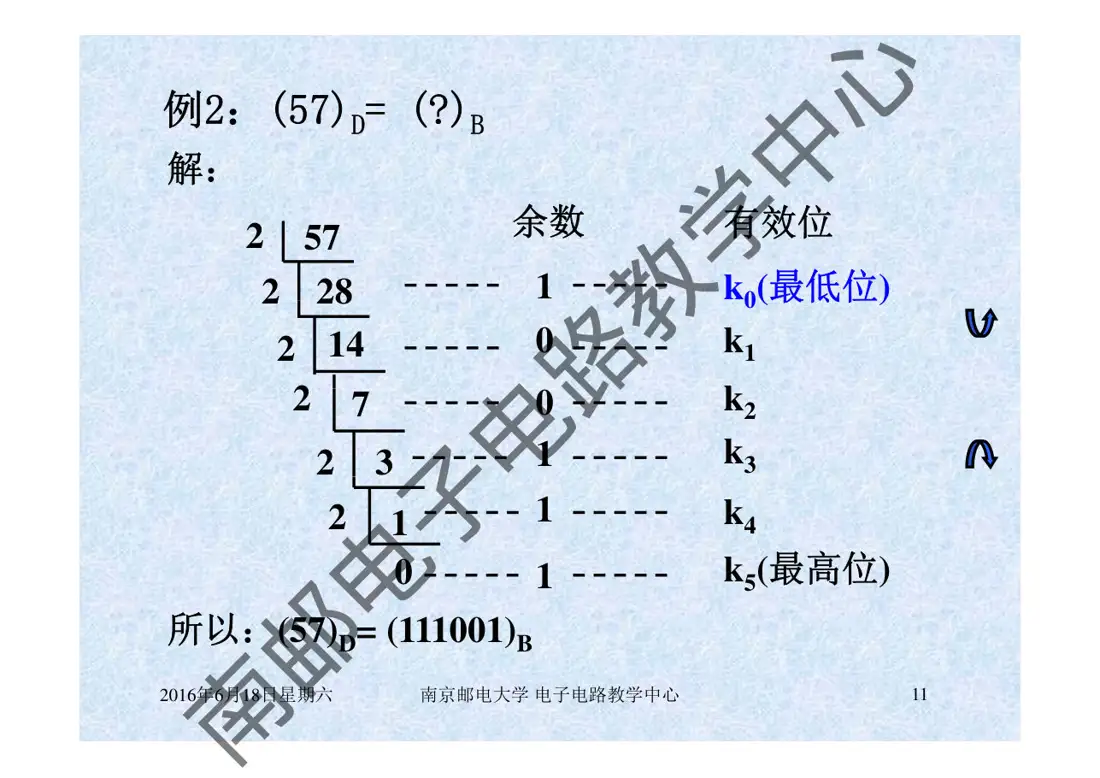 例2：(57)D= (?)B
解：
余数 有效位
2 57
2 28 ----- 1 ----- k0(最低位)
2 14 ----- 0 ----- k1
2 7 ----- 0 ----- k2
2 3 ----- 1 ----- k3
2 1 ----- 1 ----- k4
0 ----- 1 ----- k5(最高位)
所以：(57)D= (111001)B
2016年6月18日星期六 南京邮电大学 电子电路教学中心 11
南邮电子电路教学中心